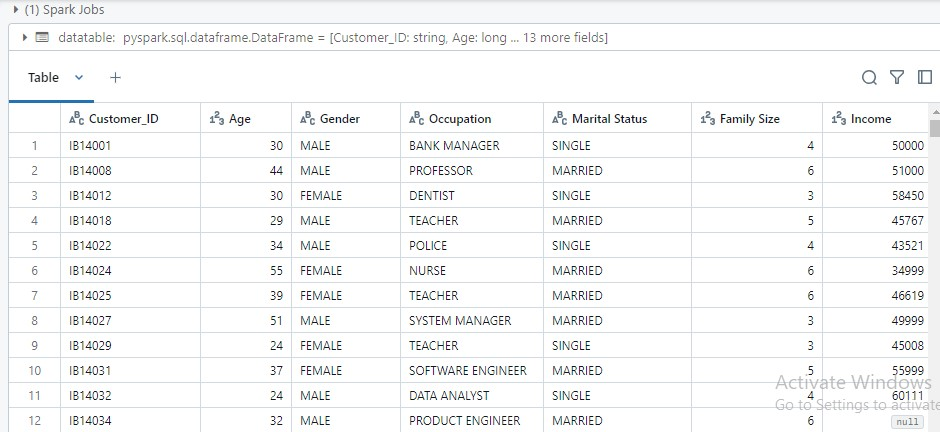 (1) Spark Jobs
datatable: pyspark.sql.dataframe.DataFrame = [Customer_ID: string, Age: long ... 13 more fields]
Table
Customer_ID Age Gender Occupation Marital Status Family Size Income
1 IB14001 30 MALE BANK MANAGER SINGLE 4 50000
2 IB14008 44 MALE PROFESSOR MARRIED 6 51000
3 IB14012 30 FEMALE DENTIST SINGLE 3 58450
4 IB14018 29 MALE TEACHER MARRIED 5 45767
5 IB14022 34 MALE POLICE SINGLE 4 43521
6 IB14024 55 FEMALE NURSE MARRIED 6 34999
7 IB14025 39 FEMALE TEACHER MARRIED 6 46619
8 IB14027 51 MALE SYSTEM MANAGER MARRIED 3 49999
9 IB14029 24 FEMALE TEACHER SINGLE 3 45008
10 IB14031 37 FEMALE SOFTWARE ENGINEER MARRIED 5 55999
Activate Windows
11 IB14032 24 MALE DATA ANALYST SINGLE 4 60111
Go to Settings to activate
12 IB14034 32 MALE PRODUCT ENGINEER MARRIED 6 null